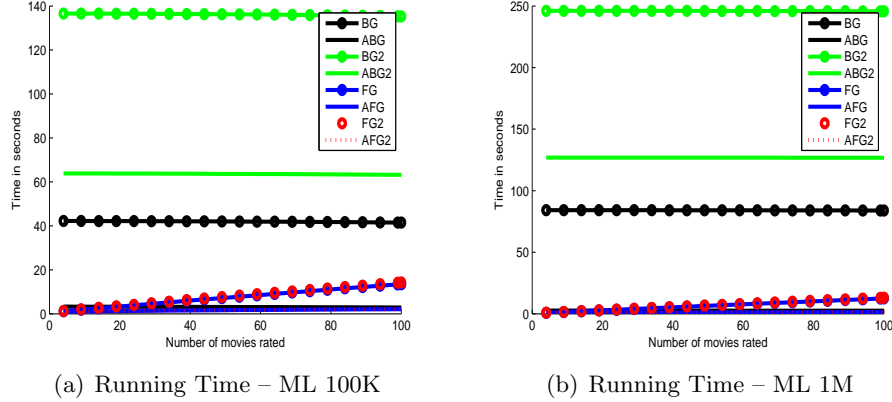 140
120
100
80
60
40
20
0
Time in seconds
0 20 40 60 80 100
Number of movies rated
BG
ABG
BG2
ABG2
FG
AFG
FG2
AFG2
(a) Running Time – ML 100K
250
200
150
100
50
0
Time in seconds
0 20 40 60 80 100
Number of movies rated
BG
ABG
BG2
ABG2
FG
AFG
FG2
AFG2
(b) Running Time – ML 1M